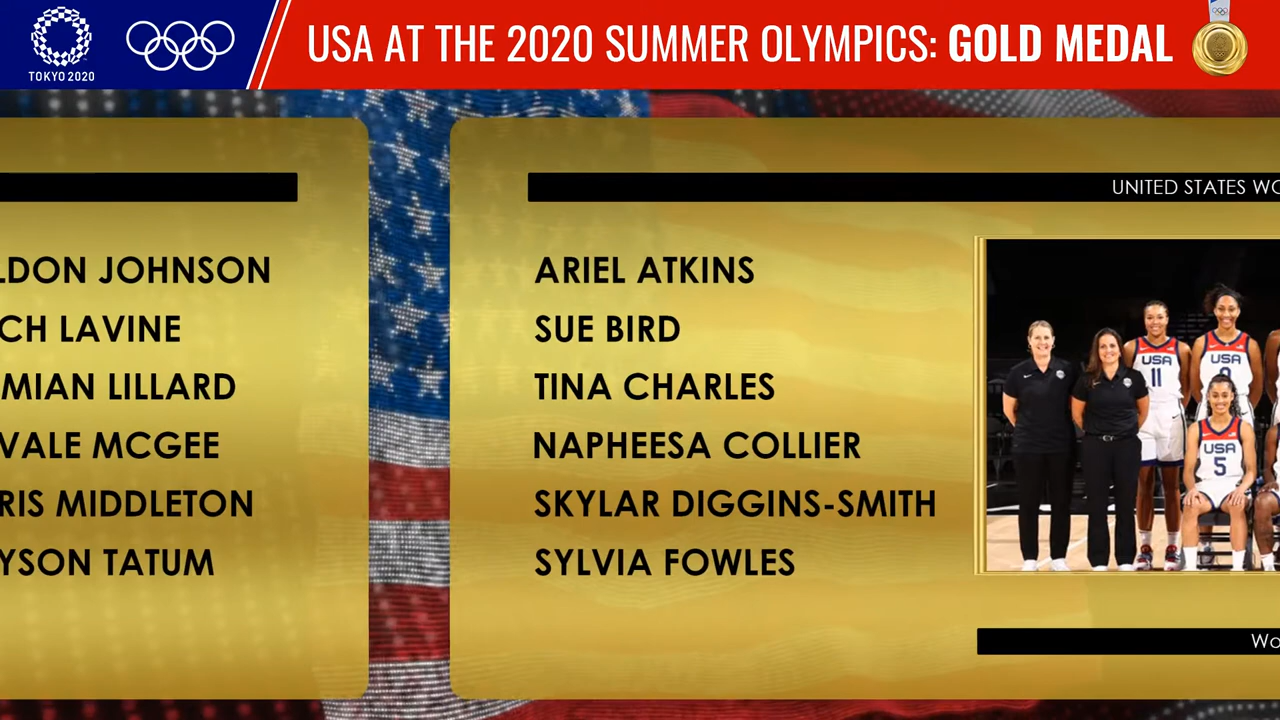 TOKYO 2020
USA AT THE 2020 SUMMER OLYMPICS: GOLD MEDAL
LDON JOHNSON
CH LAVINE
MIAN LILLARD
VALE MCGEE
RIS MIDDLETON
YSON TATUM
UNITED STATES WO
ARIEL ATKINS
SUE BIRD
TINA CHARLES
NAPHEESA COLLIER
SKYLAR DIGGINS-SMITH
SYLVIA FOWLES
USA
11
USA
USA
5
Wo